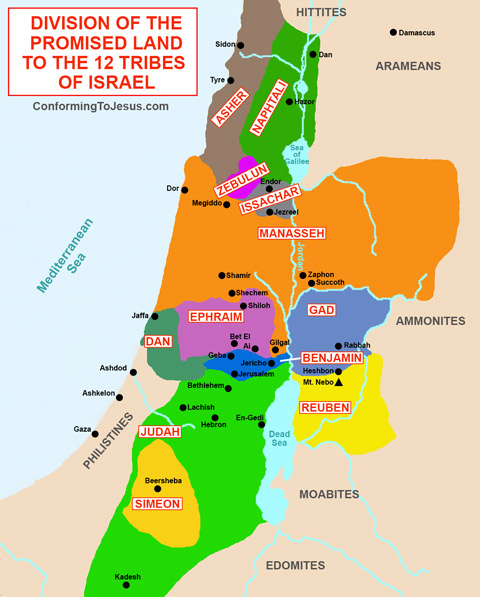 DIVISION OF THE
PROMISED LAND
TO THE 12 TRIBES
OF ISRAEL
ConformingToJesus.com
HITTITES
Damascus
Sidon
Dan
ARAMEANS
Tyre
ASHER
NAPHTALI
Hazor
Sea
of
Galilee
ZEBULUN
Dor
Endor
Megiddo
ISSACHAR
Jezreel
MANASSEH
Mediterranean
Sea
Jordan
Shamir
Zaphon
Succoth
Shechem
Shiloh
GAD
Jaffa
EPHRAIM
AMMONITES
DAN
Bet El
Ai
Gilgal
Rabbah
Geba
BENJAMIN
Jericho
Ashdod
Jerusalem
Heshbon
Bethlehem
Mt. Nebo
Ashkelon
Lachish
REUBEN
Hebron
En-Gedi
Gaza
PHILISTINES
JUDAH
Dead
Sea
Beersheba
SIMEON
MOABITES
EDOMITES
Kadesh